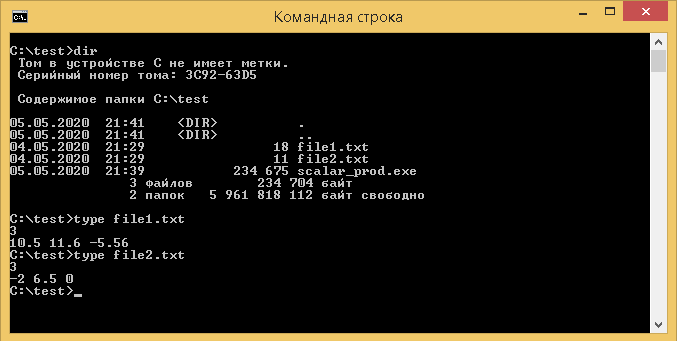 Командная строка
C:\test>dir
Том в устройстве C не имеет метки.
Серийный номер тома: 3C92-63D5
Содержимое папки C:\test
05.05.2020  21:41    <DIR>          .
05.05.2020  21:41    <DIR>          ..
04.05.2020  21:29                18 file1.txt
04.05.2020  21:29                11 file2.txt
05.05.2020  21:39           234 675 scalar_prod.exe
3 файлов        234 704 байт
2 папок   5 961 818 112 байт свободно
C:\test>type file1.txt
3
10.5 11.6 -5.56
C:\test>type file2.txt
3
-2 6.5 0
C:\test>_